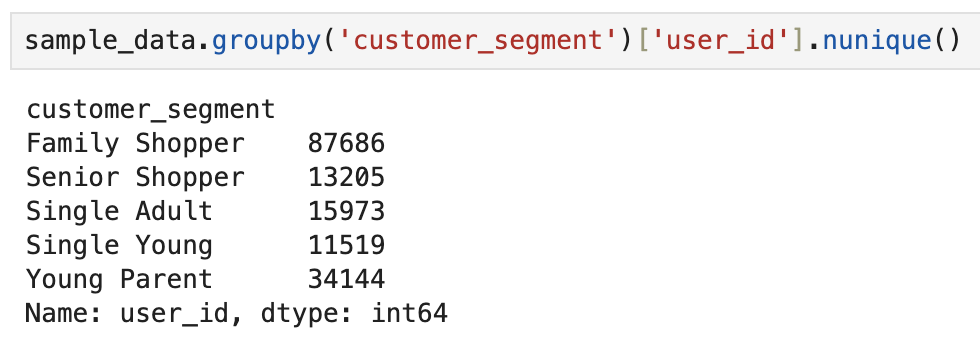 sample_data.groupby('customer_segment')['user_id'].nunique()
customer_segment
Family Shopper    87686
Senior Shopper    13205
Single Adult      15973
Single Young      11519
Young Parent      34144
Name: user_id, dtype: int64